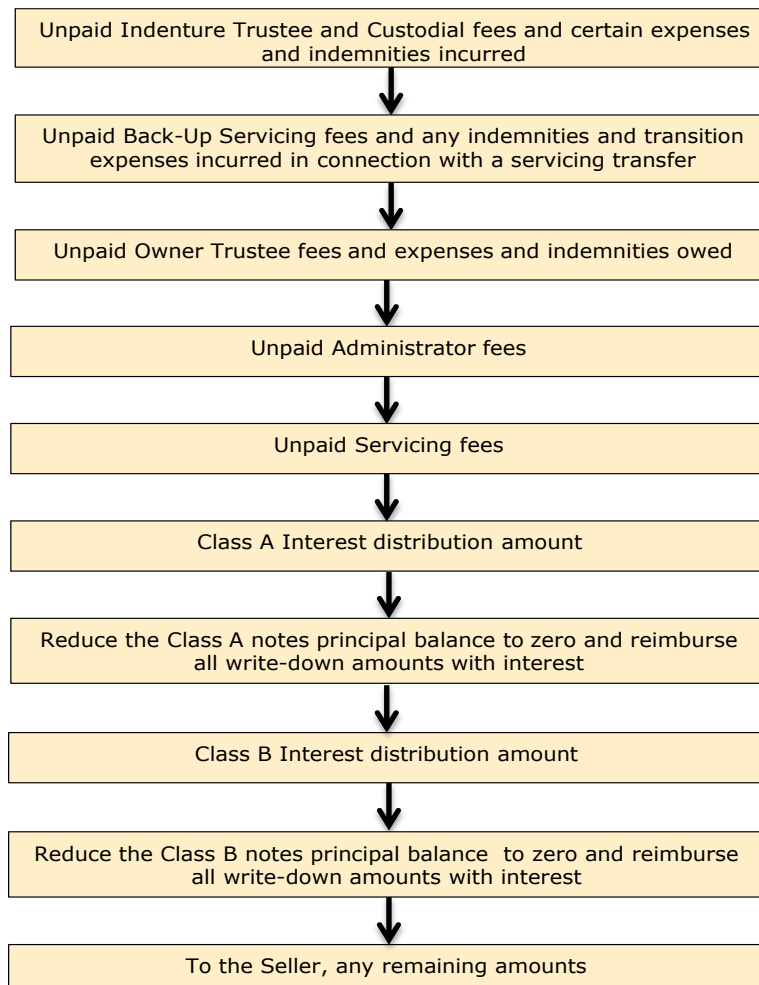 Unpaid Indenture Trustee and Custodial fees and certain expenses
and indemnities incurred
Unpaid Back-Up Servicing fees and any indemnities and transition
expenses incurred in connection with a servicing transfer
Unpaid Owner Trustee fees and expenses and indemnities owed
Unpaid Administrator fees
Unpaid Servicing fees
Class A Interest distribution amount
Reduce the Class A notes principal balance to zero and reimburse
all write-down amounts with interest
Class B Interest distribution amount
Reduce the Class B notes principal balance  to zero and reimburse
all write-down amounts with interest
To the Seller, any remaining amounts